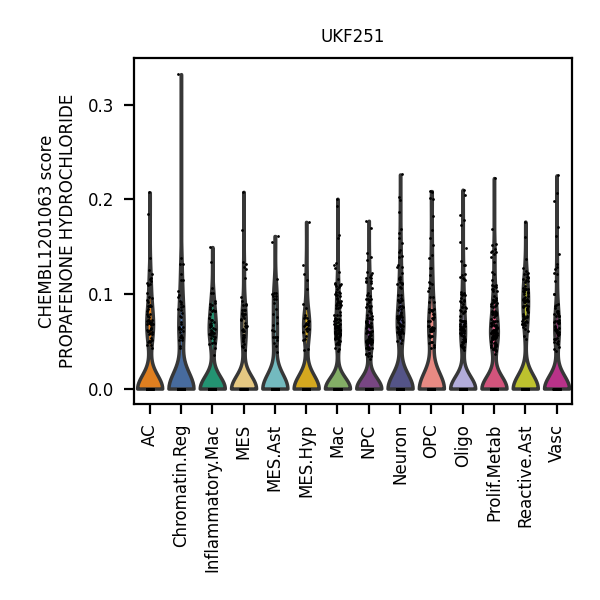 UKF251
CHEMBL1201063 score
PROPAFENONE HYDROCHLORIDE
0.3
0.2
0.1
0.0
AC
Chromatin.Reg
Inflammatory.Mac
MES
MES.Ast
MES.Hyp
Mac
NPC
Neuron
OPC
Oligo
Prolif.Metab
Reactive.Ast
Vasc